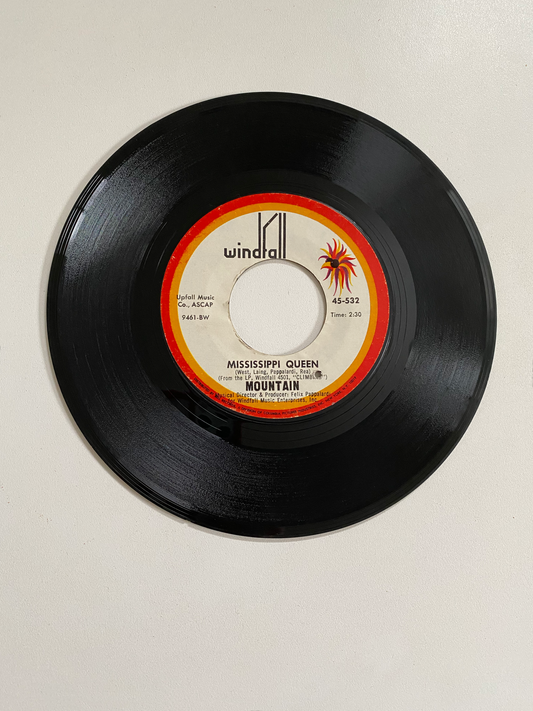 windfall
Upfall Music
Co., ASCAP
9461-BW
45-532
Time: 2:30
MISSISSIPPI QUEEN
(West, Laing, Pappalardi, Rea)
(From the LP, Windfall 4501, "CLIMBING")
MOUNTAIN
Musical Director & Producer: Felix Pappalardi
for Windfall Music Enterprises, Inc.